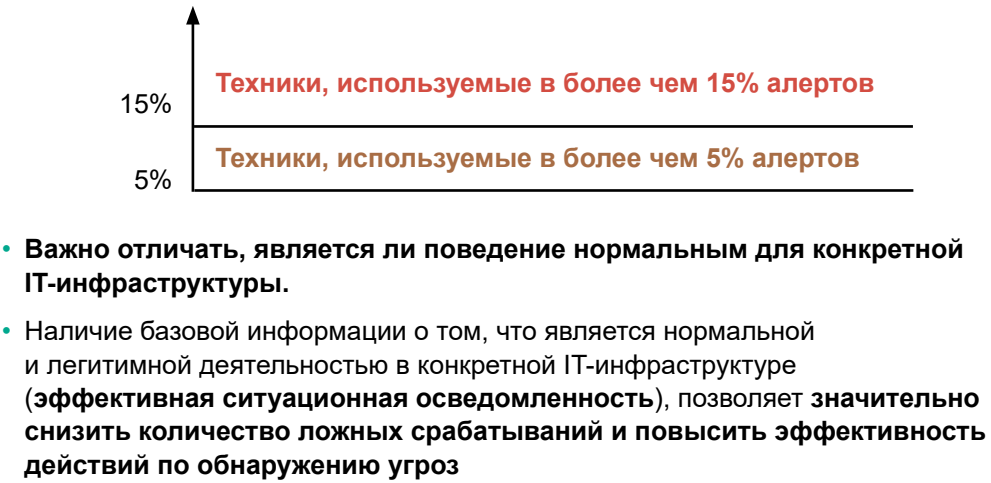 Техники, используемые в более чем 15% алертов
15%
Техники, используемые в более чем 5% алертов
5%
• Важно отличать, является ли поведение нормальным для конкретной
IT-инфраструктуры.
• Наличие базовой информации о том, что является нормальной
и легитимной деятельностью в конкретной IT-инфраструктуре
(эффективная ситуационная осведомленность), позволяет значительно
снизить количество ложных срабатываний и повысить эффективность
действий по обнаружению угроз